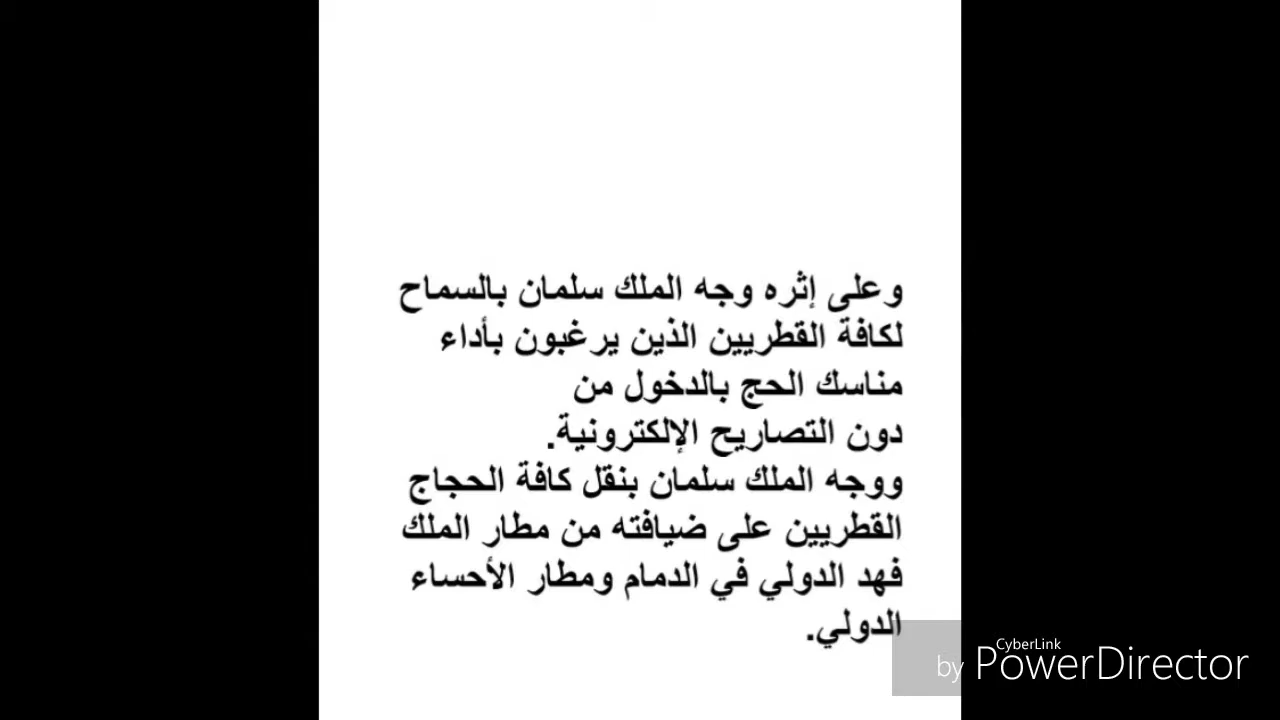 وعلى إثره وجه الملك سلمان بالسماح
لكافة القطريين الذين يرغبون بأداء
مناسك الحج بالدخول من
دون التصاريح الإلكترونية.
ووجه الملك سلمان بنقل كافة الحجاج
القطريين على ضيافته من مطار الملك
فهد الدولي في الدمام ومطار الأحساء
الدولي.
CyberLink
by PowerDirector